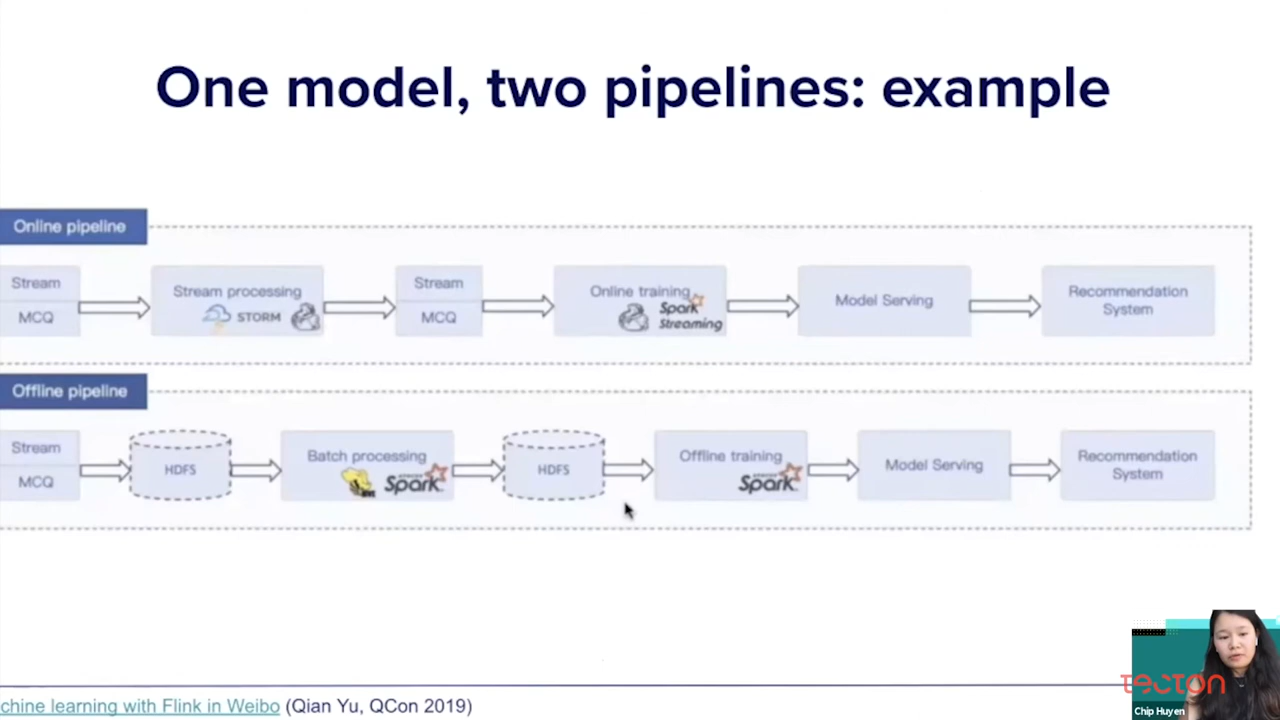 One model, two pipelines: example
Online pipeline
Stream
MCQ
Stream processing
STORM
Stream
MCQ
Online training
Spark
Streaming
Model Serving
Recommendation
System
Offline pipeline
Stream
MCQ
HDFS
Batch processing
Spark
HDFS
Offline training
Spark
Model Serving
Recommendation
System
chine learning with Flink in Weibo (Qian Yu, QCon 2019)
tecton
Chip Huyen